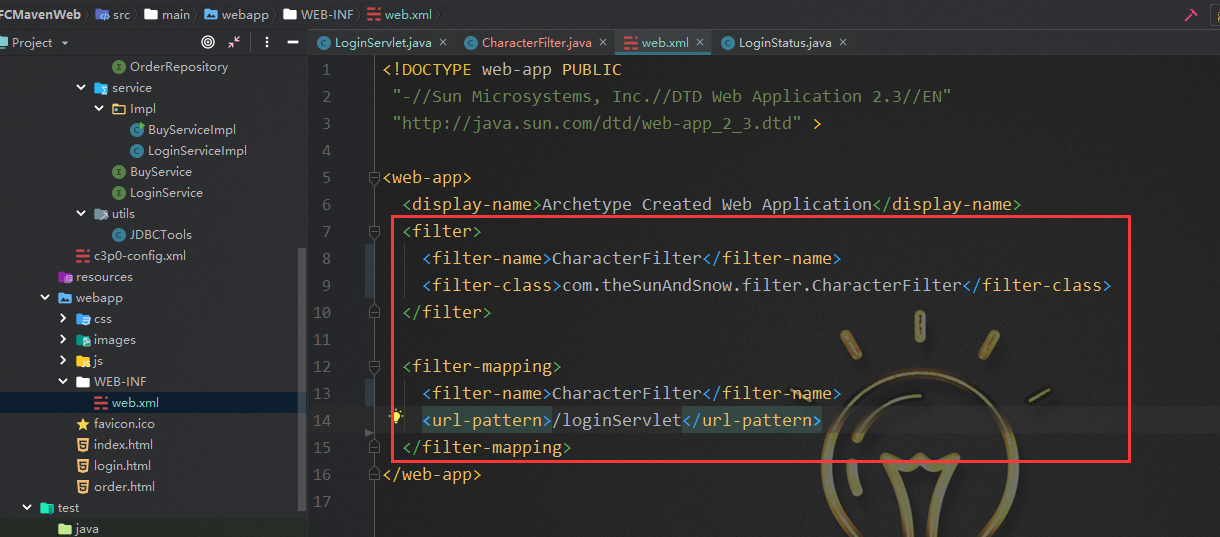 FCMavenWeb src main webapp WEB-INF web.xml
Project LoginServlet.java CharacterFilter.java web.xml LoginStatus.java
OrderRepository
service
Impl
BuyServiceImpl
LoginServiceImpl
BuyService
LoginService
utils
JDBCTools
c3p0-config.xml
resources
webapp
css
images
js
WEB-INF
web.xml
favicon.ico
index.html
login.html
order.html
test
java
1 <!DOCTYPE web-app PUBLIC
2 "-//Sun Microsystems, Inc.//DTD Web Application 2.3//EN"
3 "http://java.sun.com/dtd/web-app_2_3.dtd" >
4
5 <web-app>
6 <display-name>Archetype Created Web Application</display-name>
7 <filter>
8 <filter-name>CharacterFilter</filter-name>
9 <filter-class>com.theSunAndSnow.filter.CharacterFilter</filter-class>
10 </filter>
11
12 <filter-mapping>
13 <filter-name>CharacterFilter</filter-name>
14 <url-pattern>/loginServlet</url-pattern>
15 </filter-mapping>
16 </web-app>
17